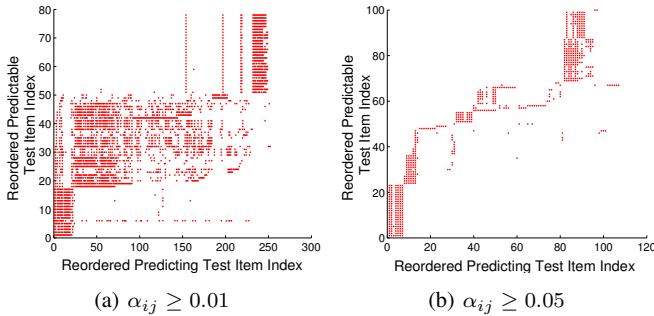 80
70
60
50
40
30
20
10
0
Reordered Predictable
Test Item Index
0 50 100 150 200 250 300
Reordered Predicting Test Item Index
(a) αij ≥ 0.01
100
80
60
40
20
0
Reordered Predictable
Test Item Index
0 20 40 60 80 100 120
Reordered Predicting Test Item Index
(b) αij ≥ 0.05